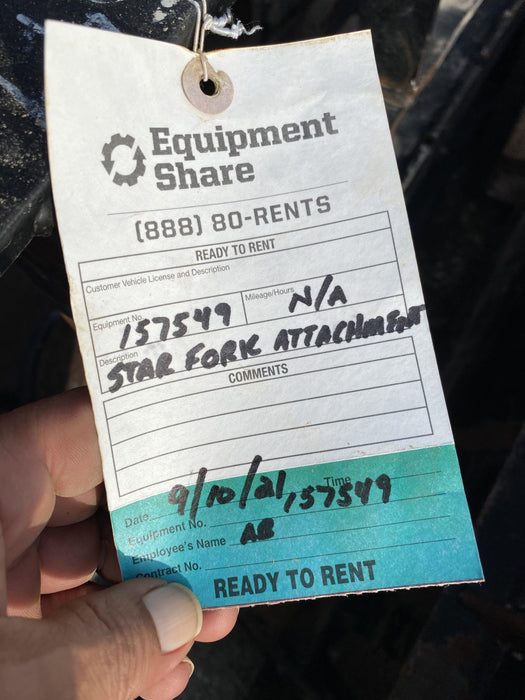 Equipment
Share
(888) 80-RENTS
READY TO RENT
Customer Vehicle License and Description
Equipment No. 157549 Mileage/Hours N/A
Description STAR FORK ATTACHMENT
COMMENTS
Date 9/10/21, Time
Equipment No. 157549
Employee's Name AB
Contract No.
READY TO RENT